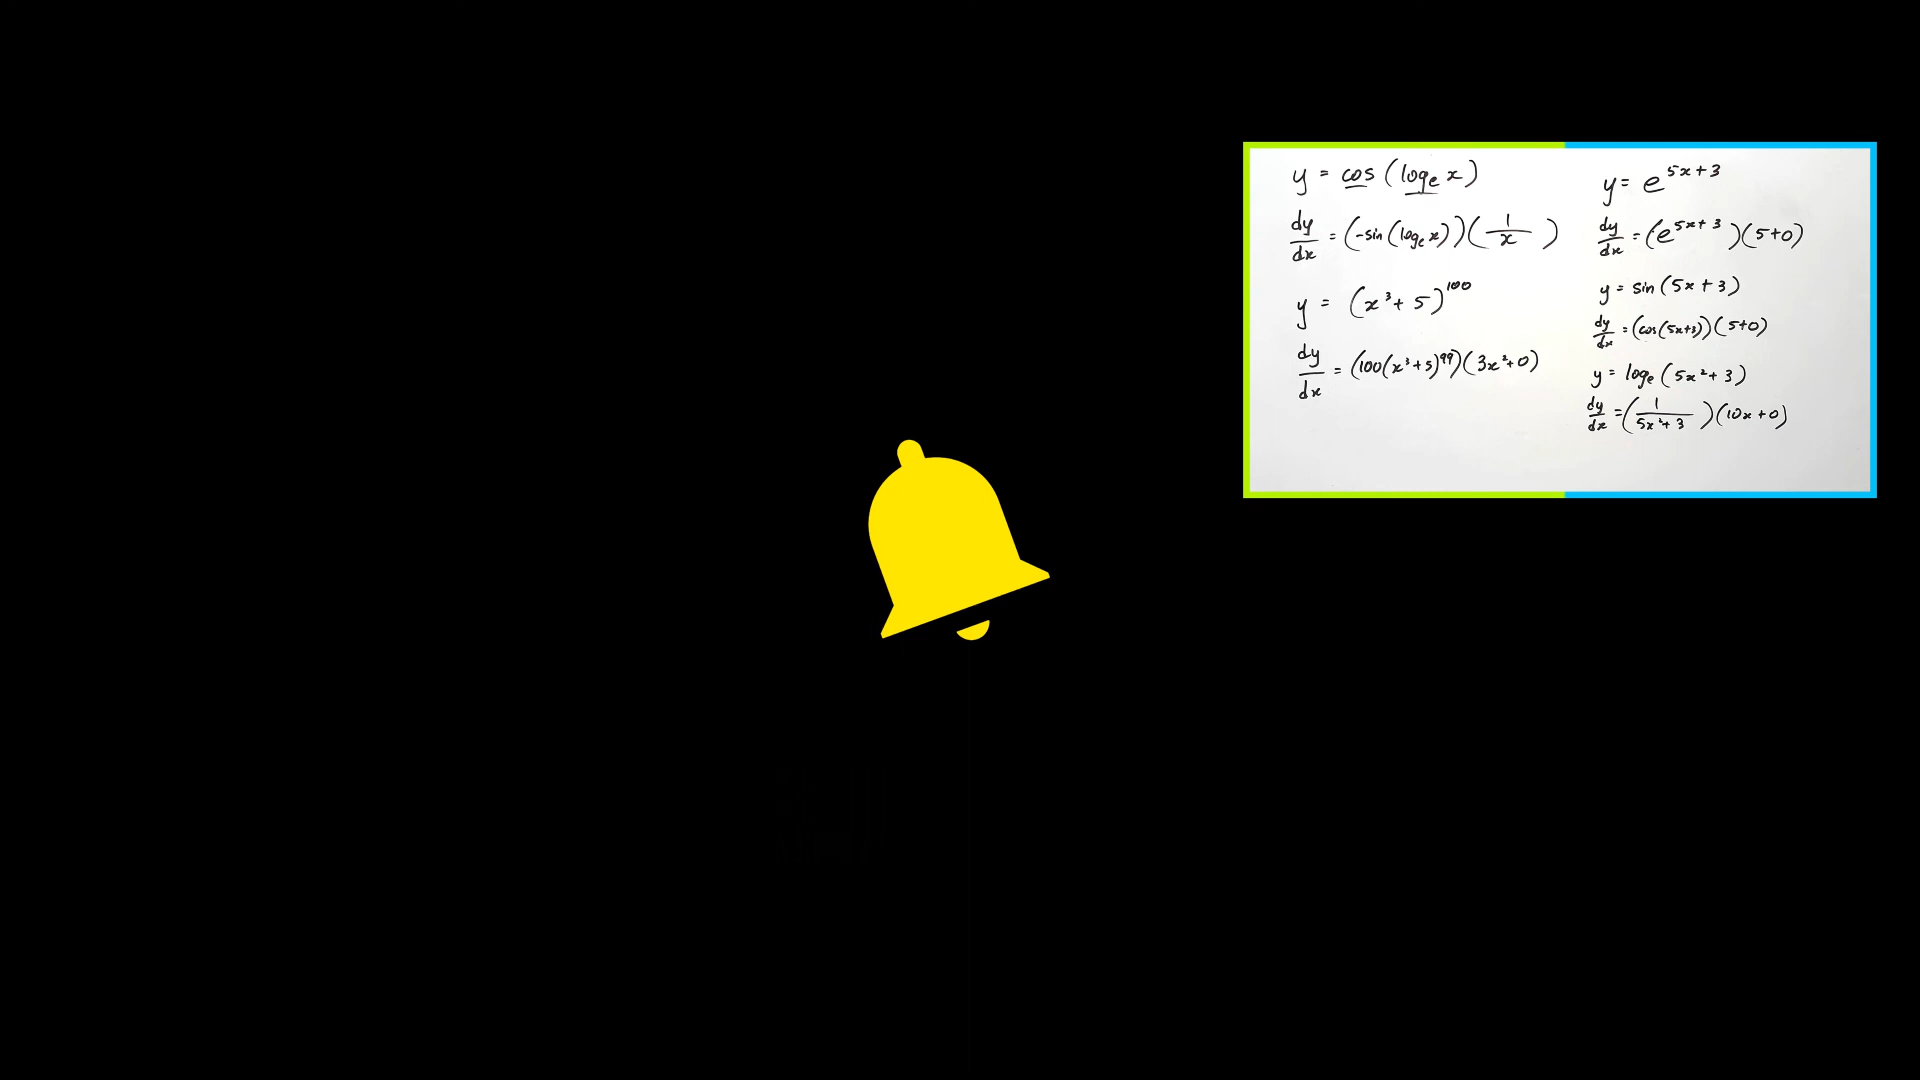 y = cos (logₑ x)
dy/dx = (-sin (logₑ x)) (1/x)
y = (x³ + 5)¹⁰⁰
dy/dx = (100(x³ + 5)⁹⁹) (3x² + 0)
y = e^(5x + 3)
dy/dx = (e^(5x + 3)) (5 + 0)
y = sin (5x + 3)
dy/dx = (cos(5x+3)) (5 + 0)
y = logₑ (5x² + 3)
dy/dx = (1/(5x² + 3)) (10x + 0)